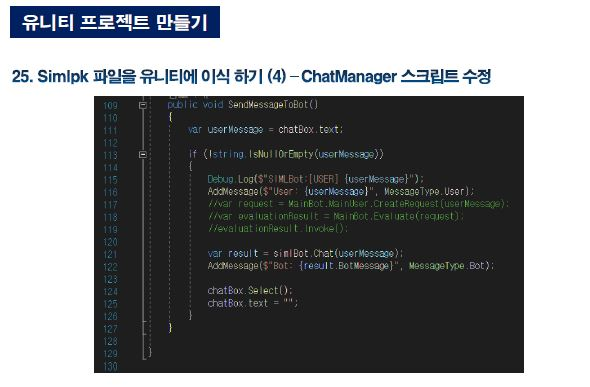 유니티 프로젝트 만들기
25. Simlpk 파일을 유니티에 이식 하기 (4) – ChatManager 스크립트 수정
109 public void SendMessageToBot()
110 {
111 var userMessage = chatBox.text;
112
113 if (!string.IsNullOrEmpty(userMessage))
114 {
115 Debug.Log($"SIMLBot:[USER] {userMessage}");
116 AddMessage($"User: {userMessage}", MessageType.User);
117 //var request = MainBot.MainUser.CreateRequest(userMessage);
118 //var evaluationResult = MainBot.Evaluate(request);
119 //evaluationResult.Invoke();
120
121 var result = simlBot.Chat(userMessage);
122 AddMessage($"Bot: {result.BotMessage}", MessageType.Bot);
123
124 chatBox.Select();
125 chatBox.text = "";
126 }
127 }
128
129 }
130